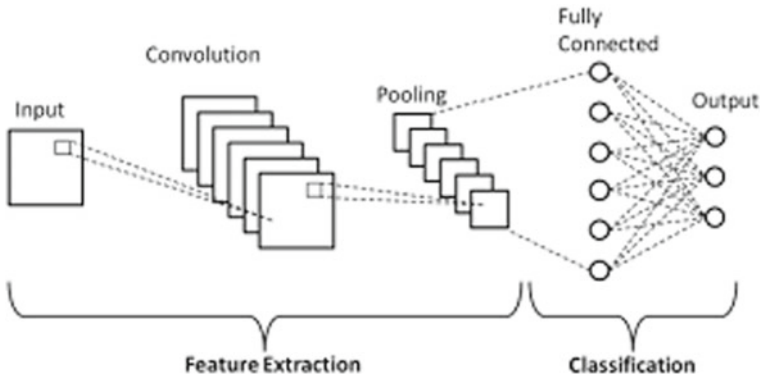 Input
Convolution
Pooling
Fully
Connected
Output
Feature Extraction
Classification